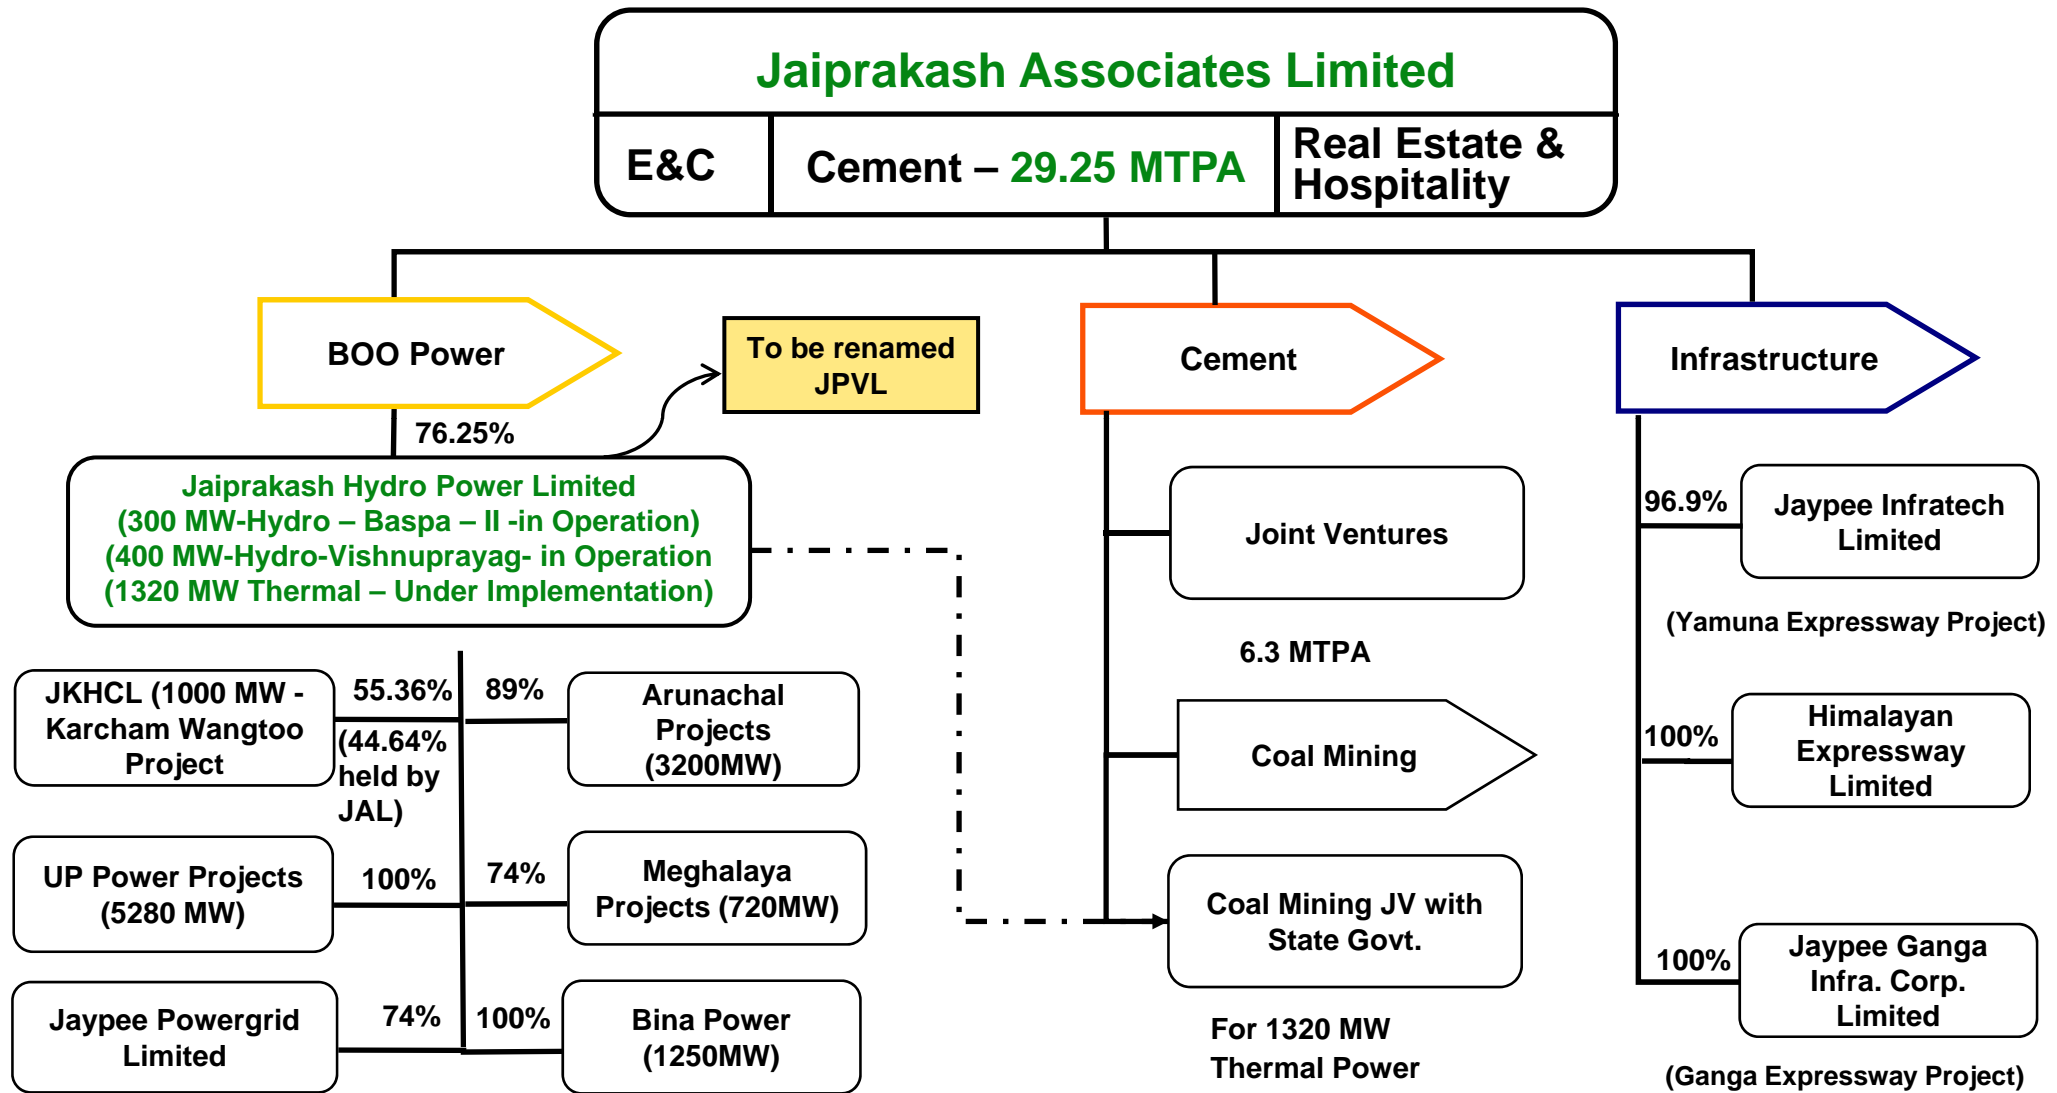 Jaiprakash Associates Limited
E&C
Cement – 29.25 MTPA
Real Estate &
Hospitality
BOO Power
To be renamed
JPVL
Cement
Infrastructure
76.25%
Jaiprakash Hydro Power Limited
(300 MW-Hydro – Baspa – II -in Operation)
(400 MW-Hydro-Vishnuprayag- in Operation
(1320 MW Thermal – Under Implementation)
JKHCL (1000 MW -
Karcham Wangtoo
Project
55.36%
(44.64%
held by
JAL)
89%
Arunachal
Projects
(3200MW)
UP Power Projects
(5280 MW)
100%
74%
Meghalaya
Projects (720MW)
Jaypee Powergrid
Limited
74%
100%
Bina Power
(1250MW)
Joint Ventures
6.3 MTPA
Coal Mining
Coal Mining JV with
State Govt.
For 1320 MW
Thermal Power
96.9%
Jaypee Infratech
Limited
(Yamuna Expressway Project)
100%
Himalayan
Expressway
Limited
100%
Jaypee Ganga
Infra. Corp.
Limited
(Ganga Expressway Project)